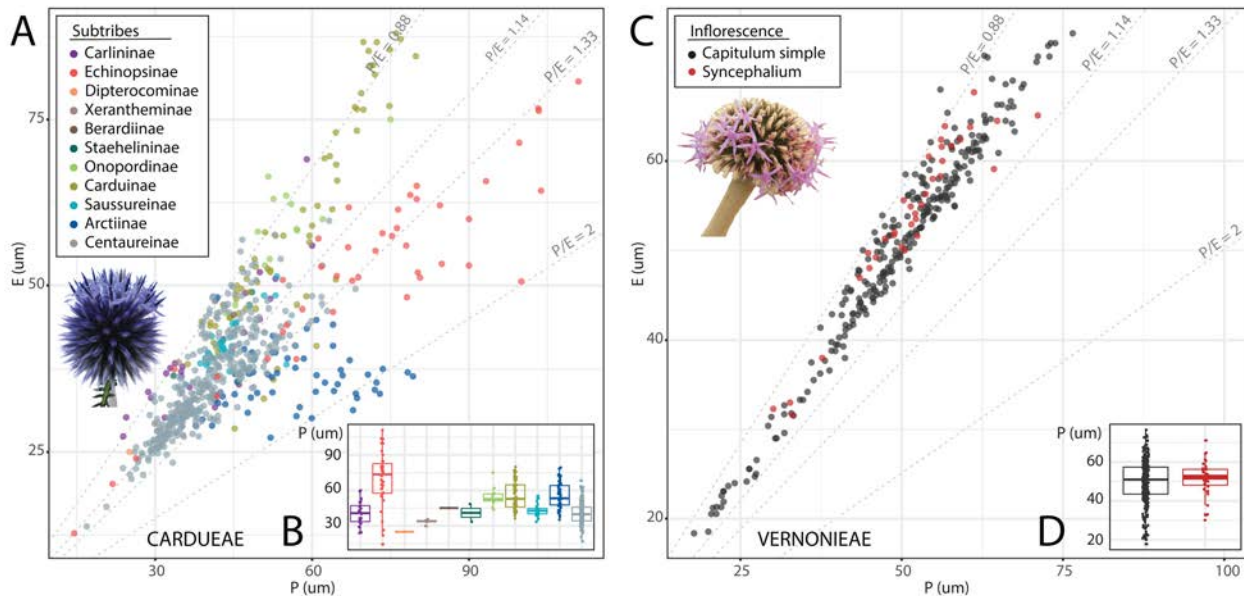 A
Subtribes
Carlininae
Echinopsinae
Dipterocominae
Xerantheminae
Berardiinae
Staehelininae
Onopordinae
Carduinae
Saussureinae
Arctiinae
Centaureinae
P/E = 0.88
P/E = 1.14
P/E = 1.33
P/E = 2
E (um)
75
50
25
30
60
90
P (um)
CARDUEAE
B
P (um)
90
60
30
C
Inflorescence
Capitulum simple
Syncephalium
P/E = 0.88
P/E = 1.14
P/E = 1.33
P/E = 2
E (um)
60
40
20
25
50
75
100
P (um)
VERNONIEAE
D
P (um)
60
40
20